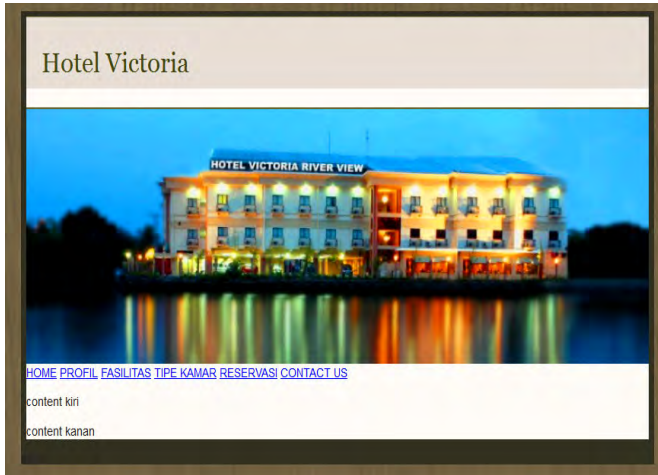 Hotel Victoria
HOTEL VICTORIA RIVER VIEW
HOME PROFIL FASILITAS TIPE KAMAR RESERVASI CONTACT US
content kiri
content kanan